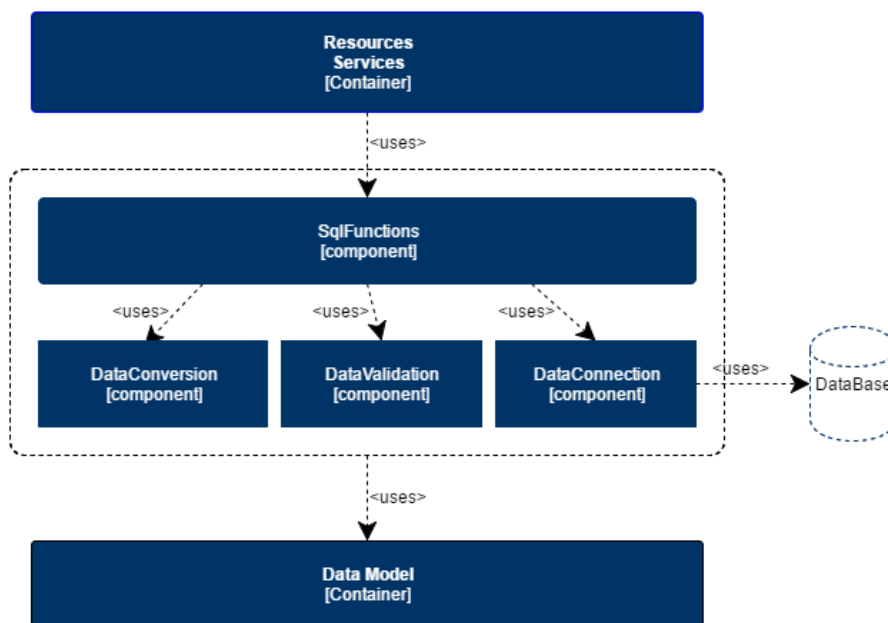 Resources
Services
[Container]
<uses>
SqlFunctions
[component]
<uses>
<uses>
<uses>
DataConversion
[component]
DataValidation
[component]
DataConnection
[component]
<uses>
DataBase
<uses>
Data Model
[Container]